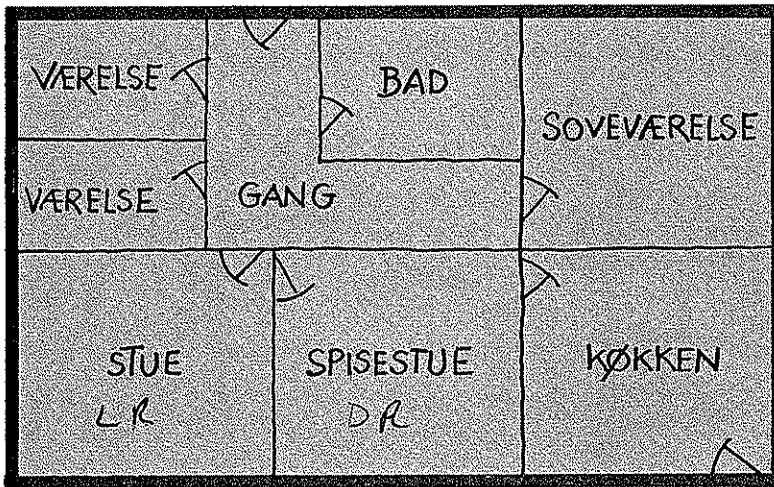 VÆRELSE
BAD
SOVEVÆRELSE
VÆRELSE
GANG
STUE
SPISESTUE
KØKKEN
LR
DR